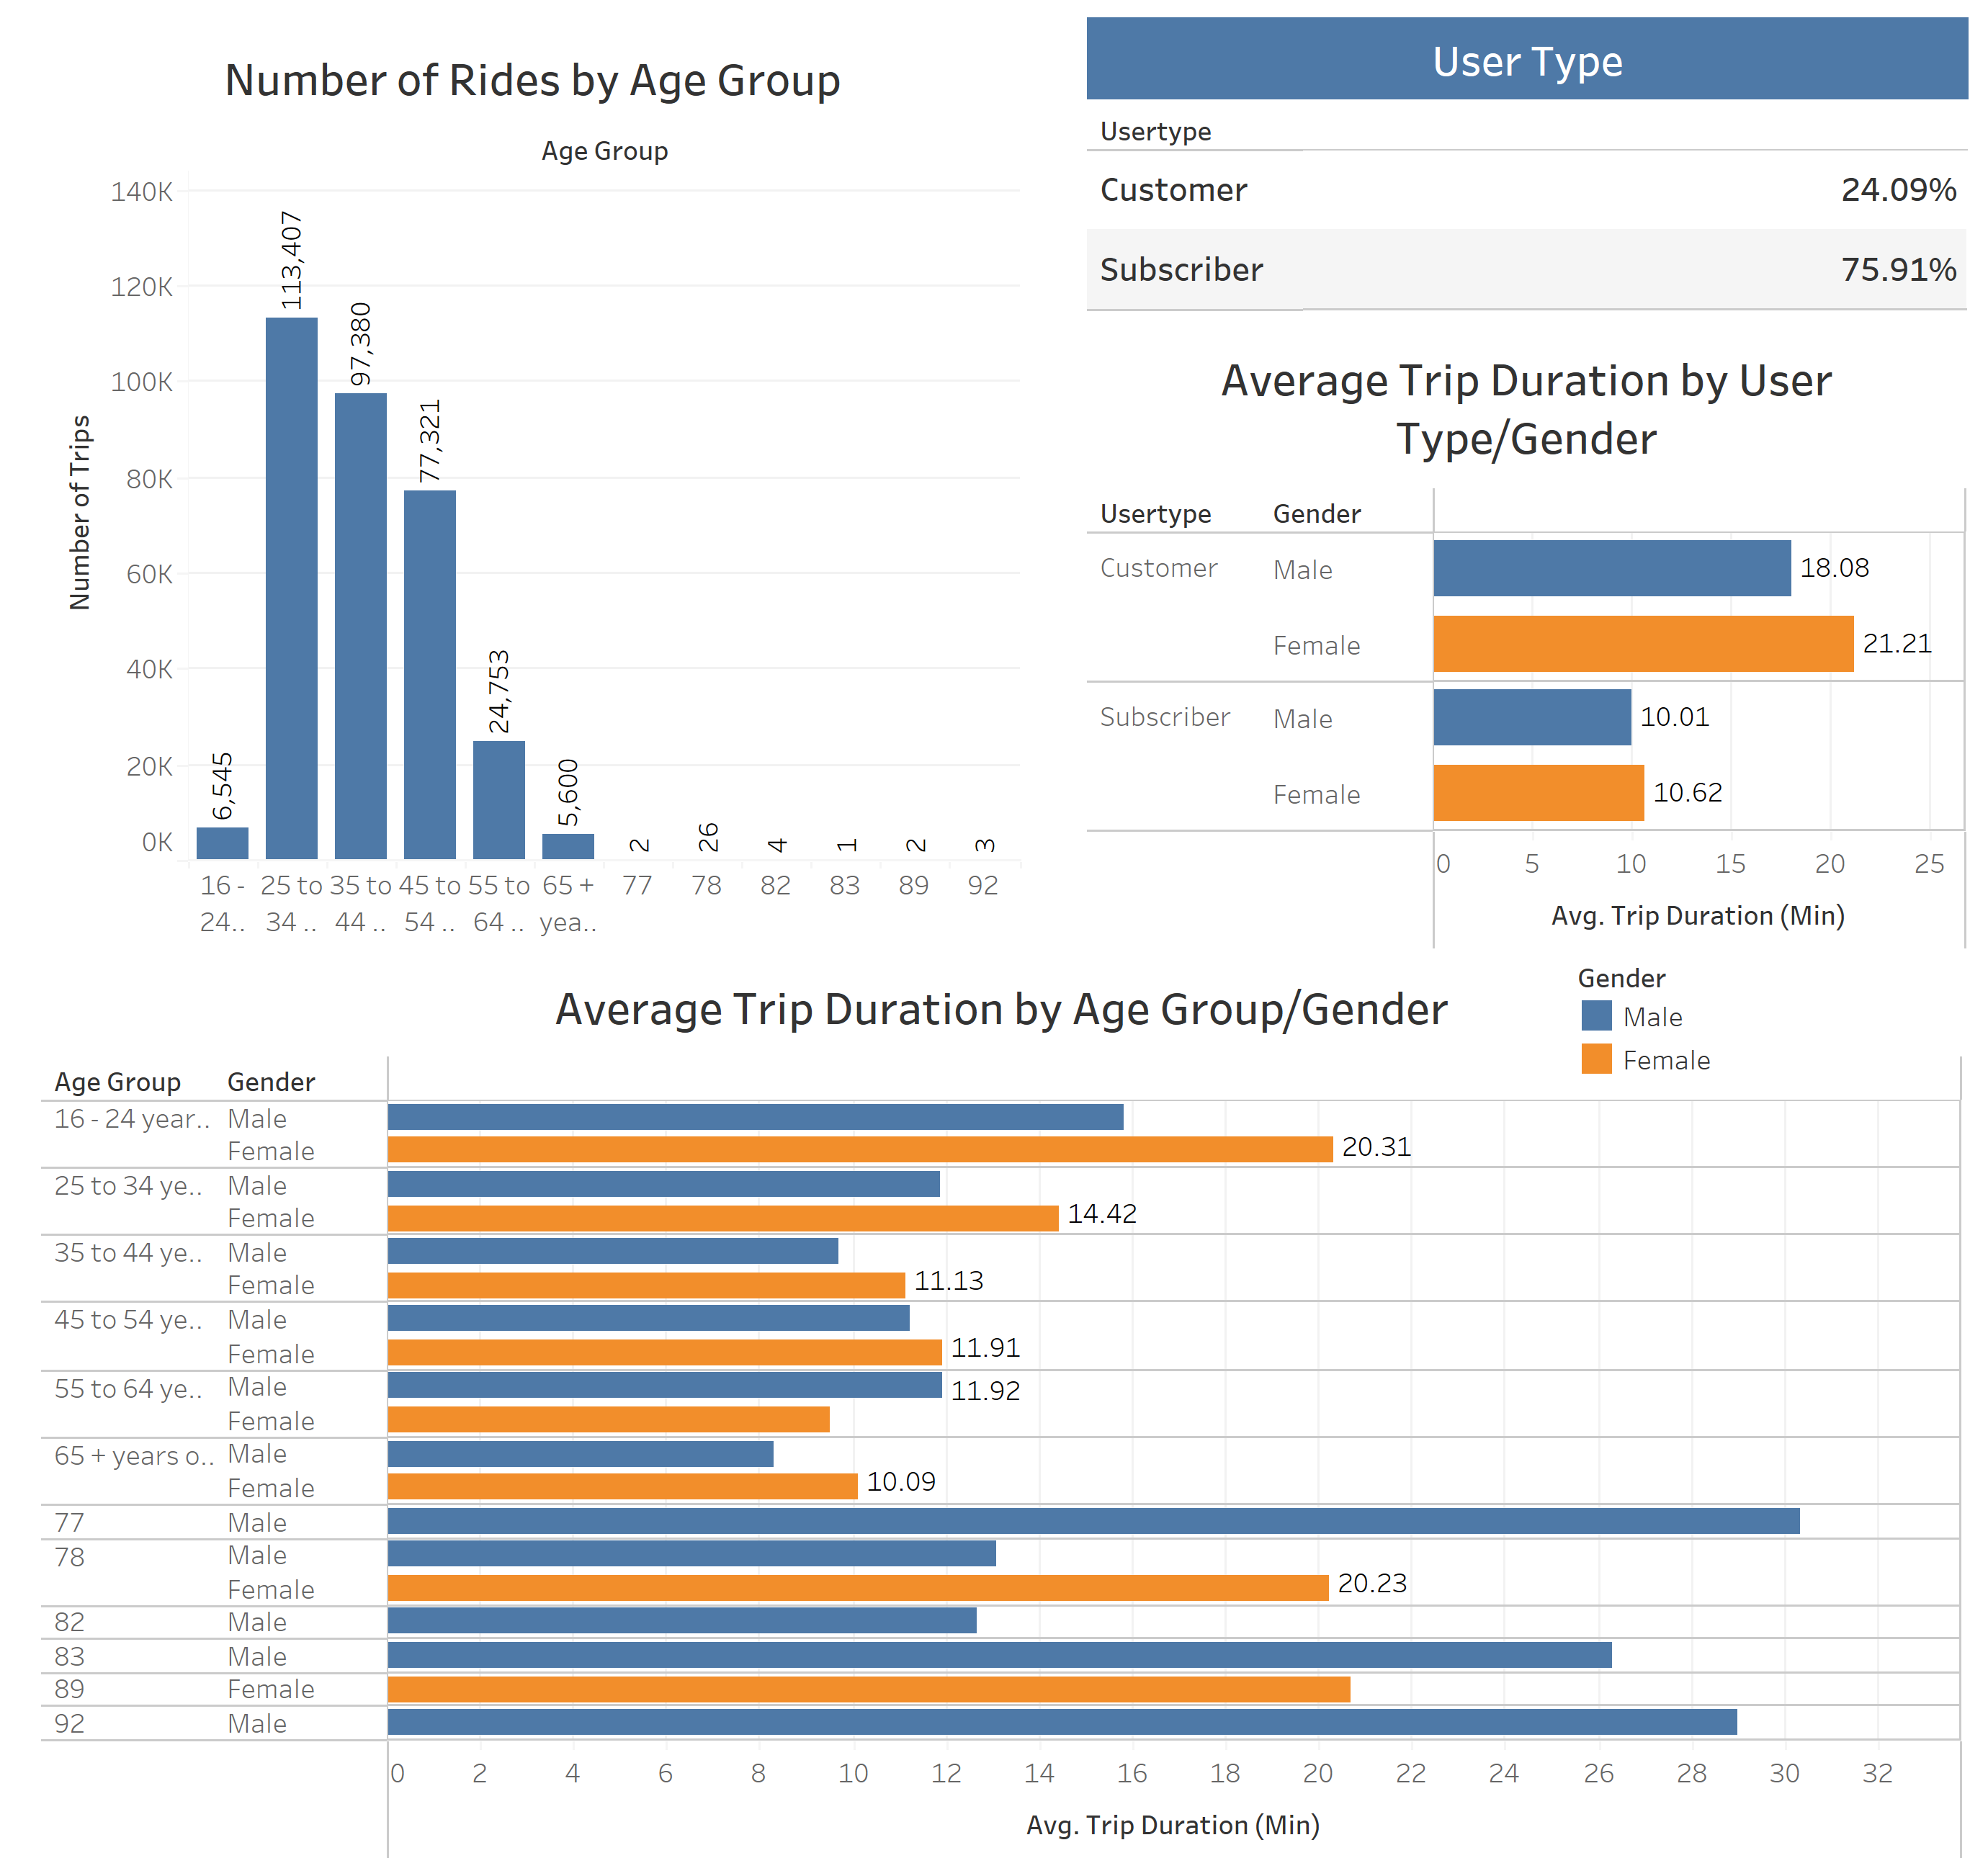 Number of Rides by Age Group
Age Group
Number of Trips
140K
120K
100K
80K
60K
40K
20K
0K
6,545
113,407
97,380
77,321
24,753
5,600
2
26
4
1
2
3
16 - 25 to 35 to 45 to 55 to 65 + 77 78 82 83 89 92
24.. 34 .. 44 .. 54 .. 64 .. yea..
User Type
Usertype
Customer 24.09%
Subscriber 75.91%
Average Trip Duration by User
Type/Gender
Usertype Gender
Customer Male 18.08
Female 21.21
Subscriber Male 10.01
Female 10.62
0 5 10 15 20 25
Avg. Trip Duration (Min)
Average Trip Duration by Age Group/Gender
Gender
Male
Female
Age Group Gender
16 - 24 year.. Male
Female 20.31
25 to 34 ye.. Male
Female 14.42
35 to 44 ye.. Male
Female 11.13
45 to 54 ye.. Male
Female 11.91
55 to 64 ye.. Male 11.92
Female
65 + years o.. Male
Female 10.09
77 Male
78 Male
Female 20.23
82 Male
83 Male
89 Female
92 Male
0 2 4 6 8 10 12 14 16 18 20 22 24 26 28 30 32
Avg. Trip Duration (Min)